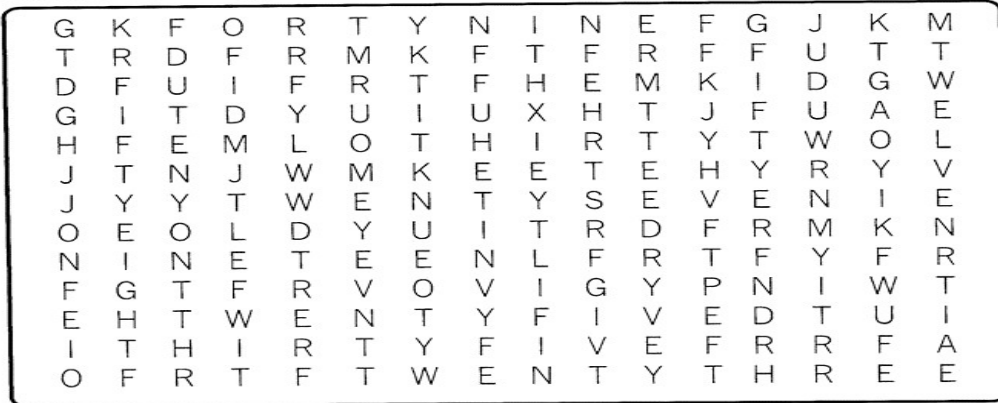 G K F O R T Y N I N E F G J K M
T R D F R M K F T F R F F U T T
D F U I F R T F H E M K I D G W
G I T D Y U I U X H T J F U A E
H F E M L O T H I R T Y T W O L
J T N J W M K E E T E H Y R Y V
J Y Y T W E N T Y S E V E N I E
O E O L D Y U I T R D F R M K N
N I N E T E E N L F R T F Y F R
F G T F R V O V I G Y P N I W T
E H T W E N T Y F I V E D T U I
I T H I R T Y F I V E F R R F A
O F R T F T W E N T Y T H R E E